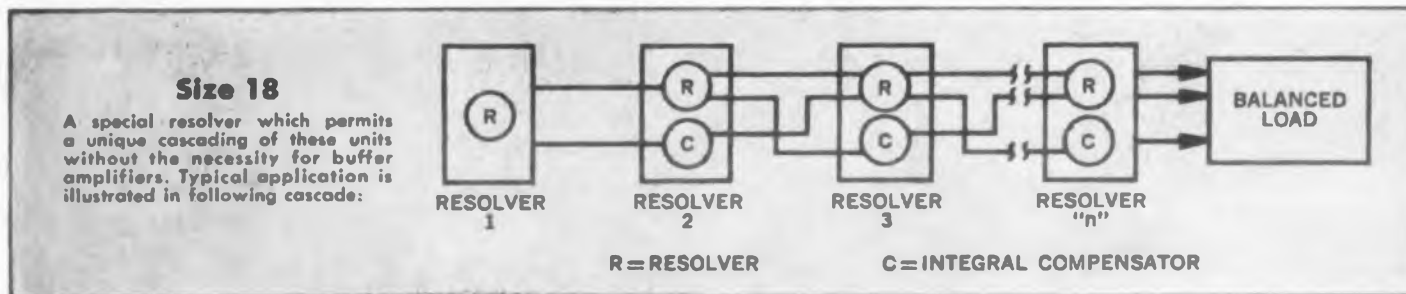 Size 18
A special resolver which permits
a unique cascading of these units
without the necessity for buffer
amplifiers. Typical application is
illustrated in following cascade:
R
R
C
R
C
R
C
BALANCED
LOAD
RESOLVER
1
RESOLVER
2
RESOLVER
3
RESOLVER
"n"
R=RESOLVER
C=INTEGRAL COMPENSATOR